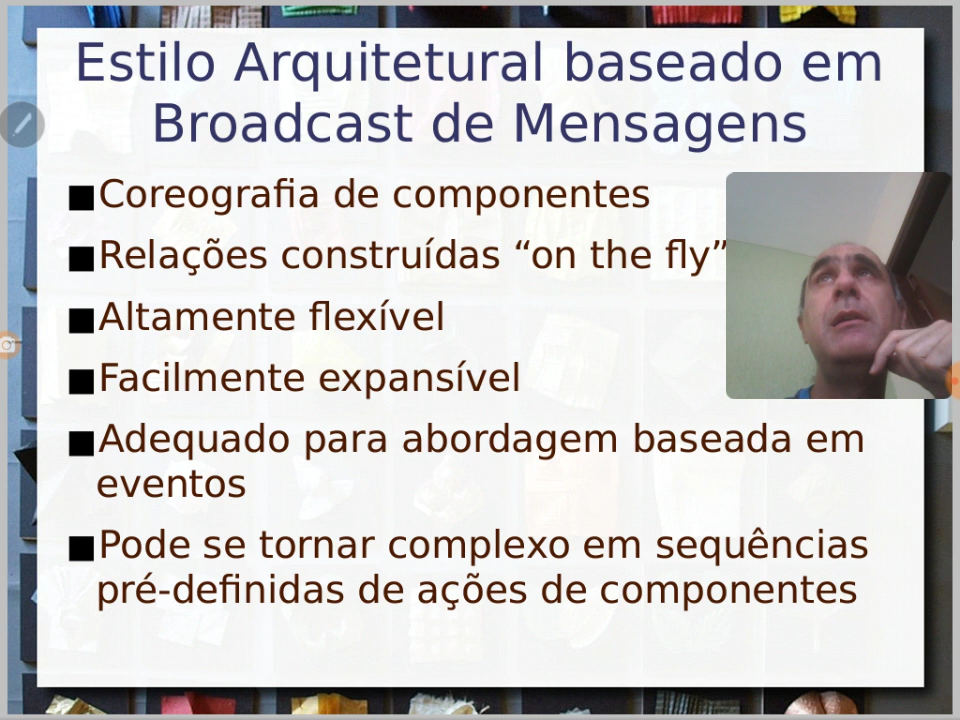 Estilo Arquitetural baseado em
Broadcast de Mensagens
■Coreografia de componentes
■Relações construídas “on the fly”
■Altamente flexível
■Facilmente expansível
■Adequado para abordagem baseada em
eventos
■Pode se tornar complexo em sequências
pré-definidas de ações de componentes